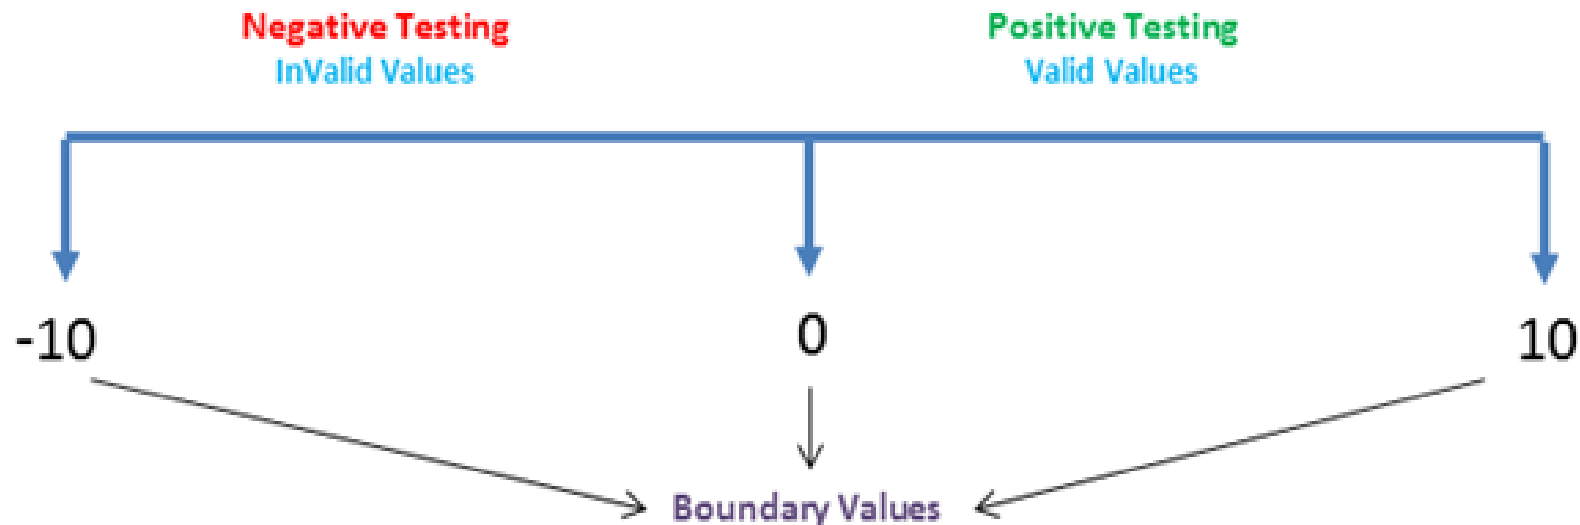 Negative Testing
InValid Values
Positive Testing
Valid Values
-10
0
10
Boundary Values